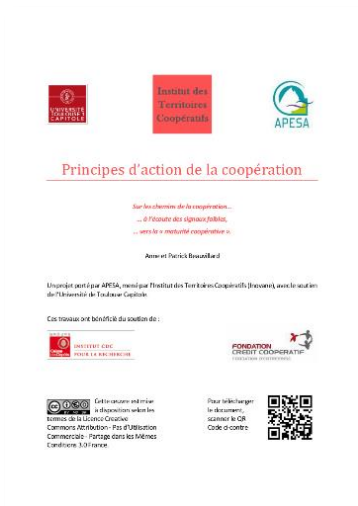 UNIVERSITÉ
TOULOUSE 1
CAPITOLE
Institut des
Territoires
Coopératifs
APESA
Principes d'action de la coopération
Sur les chemins de la coopération...
... à l'écoute des signaux faibles,
... vers la « maturité coopérative ».
Anne et Patrick Beauvillard
Un projet porté par APESA, mené par l'Institut des Territoires Coopératifs (Inovane), avec le soutien
de l'Université de Toulouse Capitole
Ces travaux ont bénéficié du soutien de :
INSTITUT CDC
POUR LA RECHERCHE
FONDATION
CREDIT COOPERATIF
Cette œuvre est mise
à disposition selon les
termes de la Licence Creative
Commons Attribution - Pas d'Utilisation
Commerciale - Partage dans les Mêmes
Conditions 3.0 France.
Pour télécharger
le document,
scanner le QR
Code ci-contre